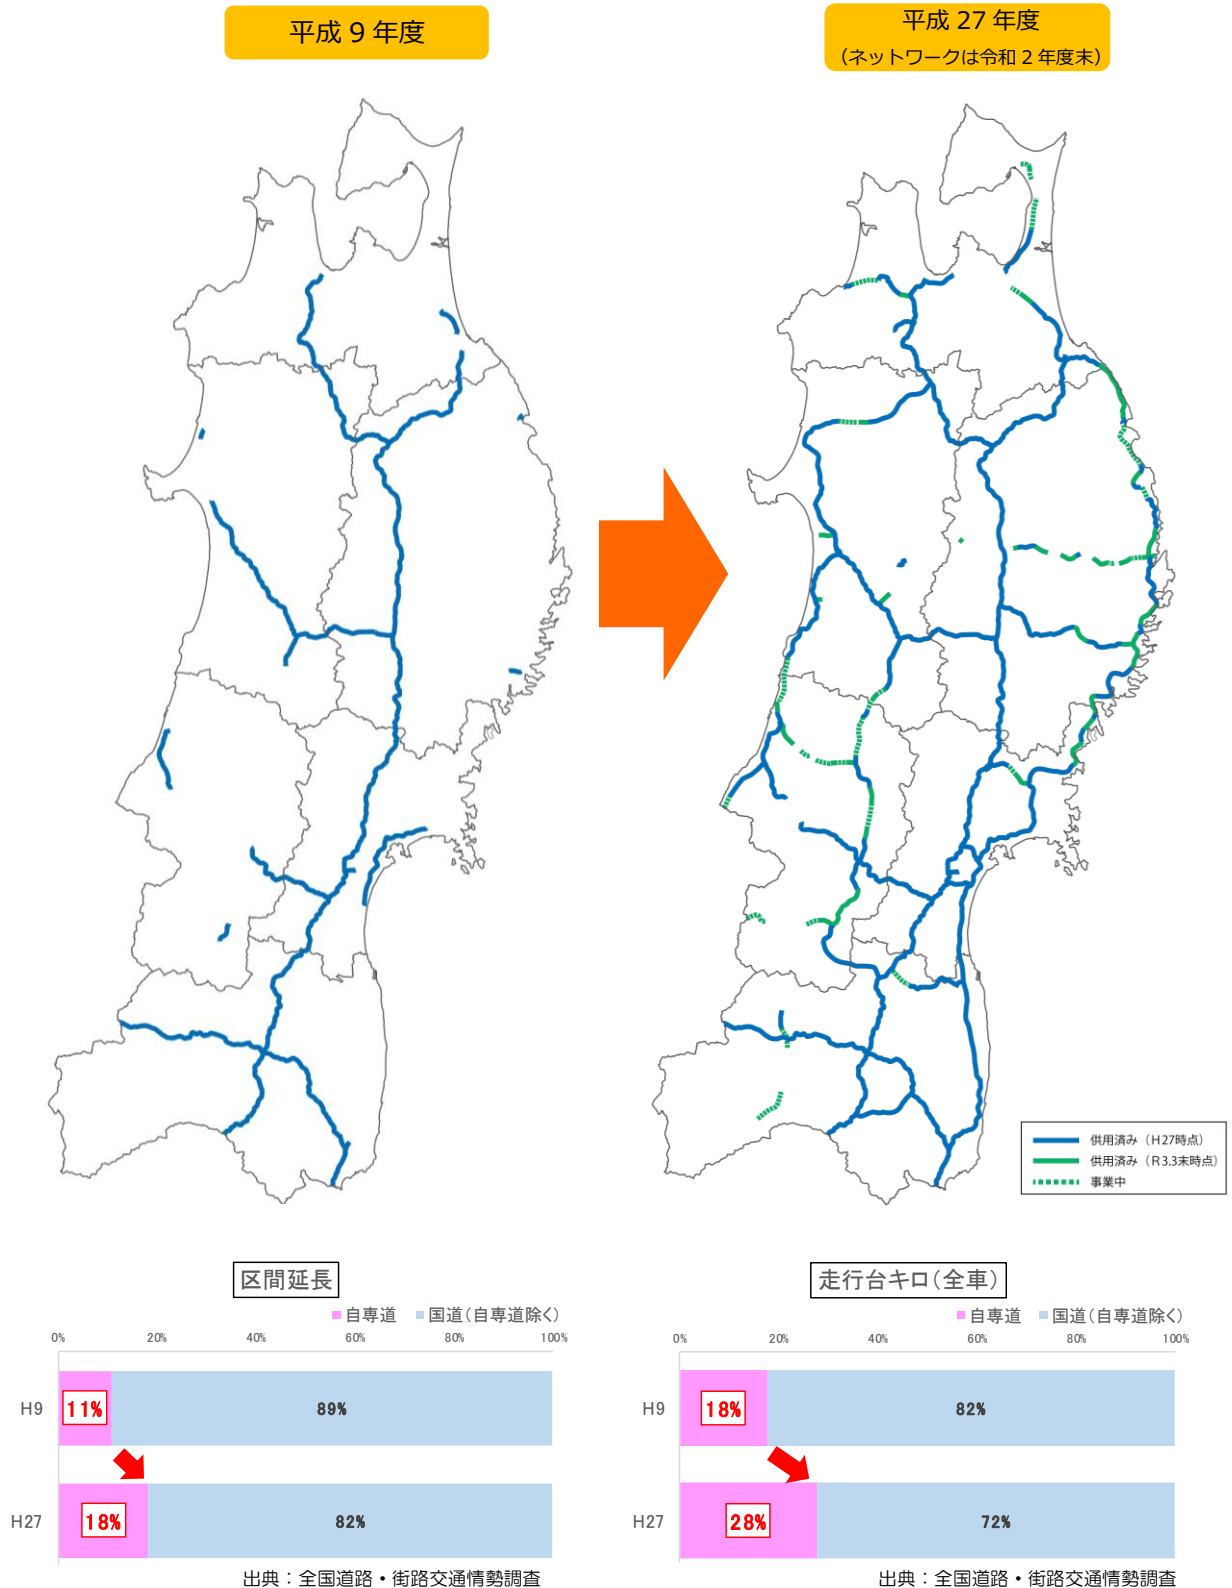 平成 9 年度
平成 27 年度
（ネットワークは令和 2 年度末）
供用済み（H27時点）
供用済み（R3.3末時点）
事業中
区間延長
自専道 国道（自専道除く）
0% 20% 40% 60% 80% 100%
H9 11% 89%
H27 18% 82%
出典：全国道路・街路交通情勢調査
走行台キロ（全車）
自専道 国道（自専道除く）
0% 20% 40% 60% 80% 100%
H9 18% 82%
H27 28% 72%
出典：全国道路・街路交通情勢調査